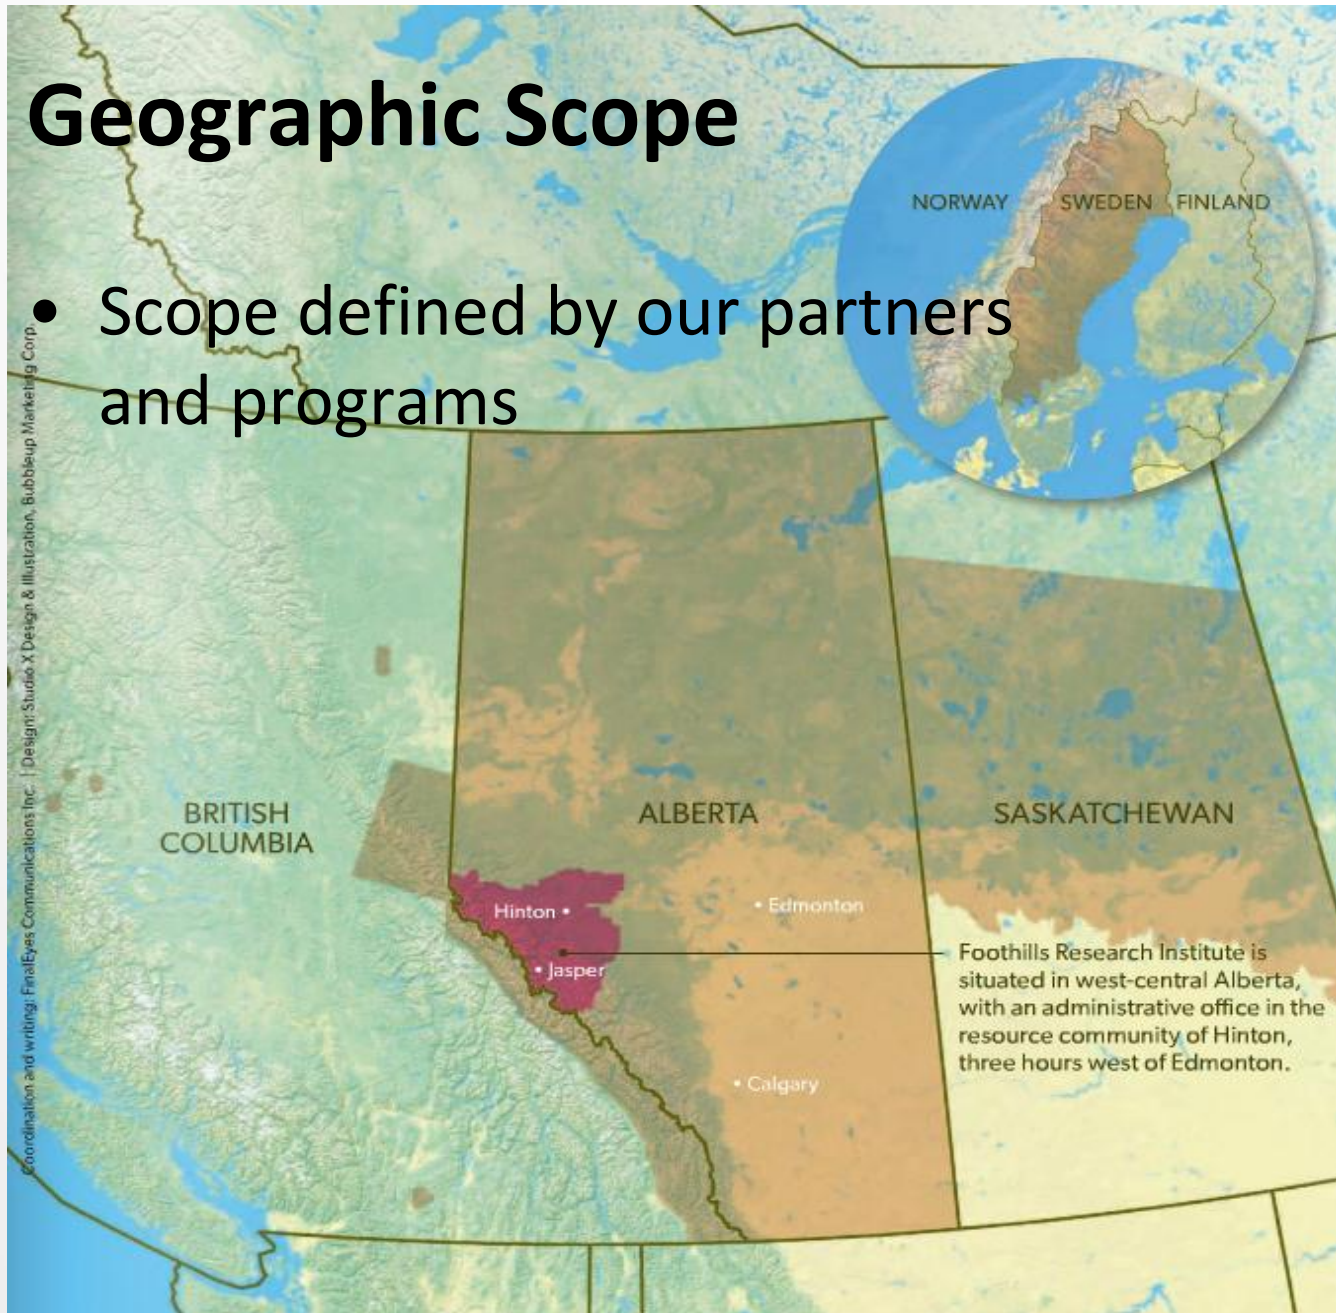 Geographic Scope
NORWAY
SWEDEN
FINLAND
• Scope defined by our partners
and programs
BRITISH
COLUMBIA
ALBERTA
SASKATCHEWAN
Hinton
Edmonton
Jasper
Calgary
Foothills Research Institute is
situated in west-central Alberta,
with an administrative office in the
resource community of Hinton,
three hours west of Edmonton.
Coordination and writing: FinalEyes Communications Inc. | Design: Studio X Design & Illustration, Bubbleup Marketing Corp.